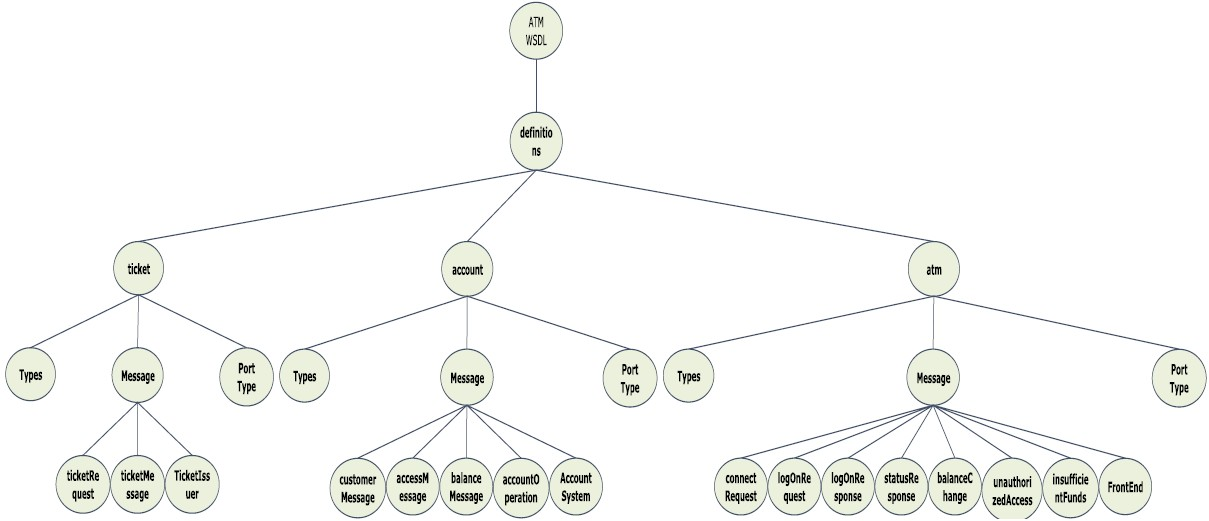 ATM
WSDL
definitio
ns
ticket
account
atm
Types
Message
Port
Type
Types
Message
Port
Type
Types
Message
Port
Type
ticketRe
quest
ticketMe
ssage
TicketIss
uer
customer
Message
accessM
essage
balance
Message
accountO
peration
Account
System
connect
Request
logOnRe
quest
logOnRe
sponse
statusRe
sponse
balanceC
hange
unauthori
zedAccess
insufficie
ntFunds
FrontEnd